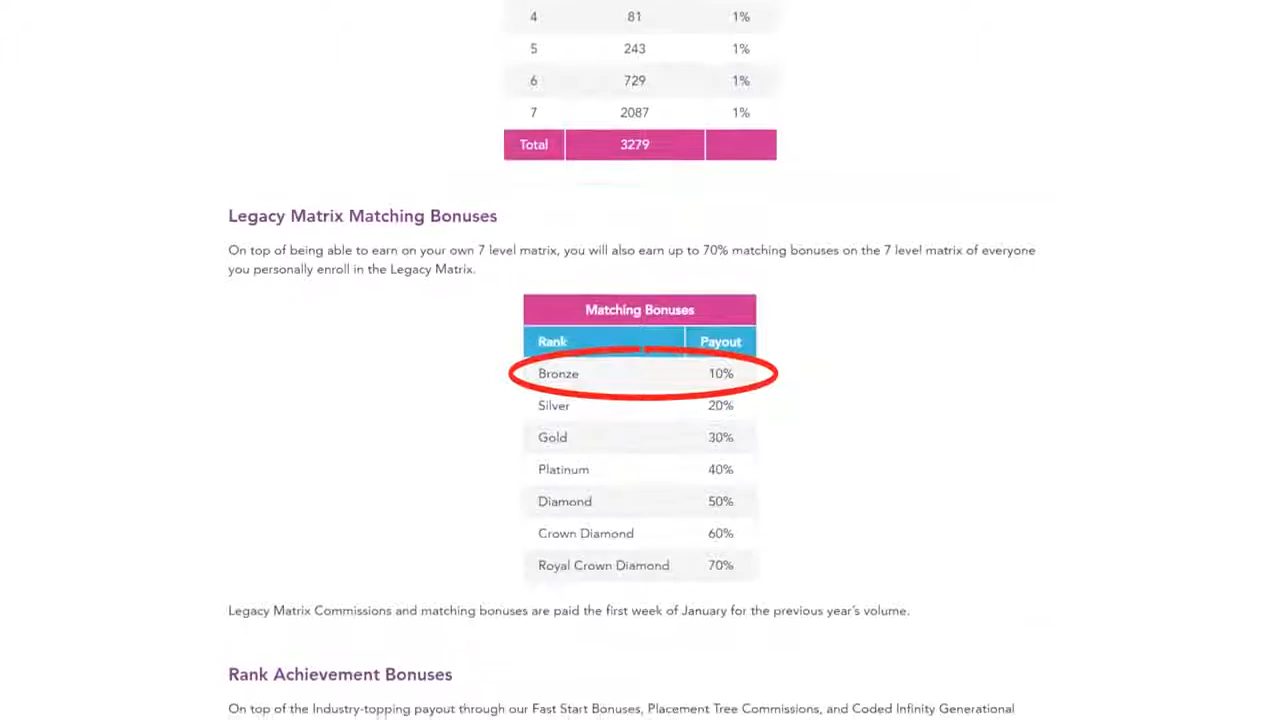 4 81 1%
5 243 1%
6 729 1%
7 2087 1%
Total 3279
Legacy Matrix Matching Bonuses
On top of being able to earn on your own 7 level matrix, you will also earn up to 70% matching bonuses on the 7 level matrix of everyone
you personally enroll in the Legacy Matrix.
Matching Bonuses
Rank Payout
Bronze 10%
Silver 20%
Gold 30%
Platinum 40%
Diamond 50%
Crown Diamond 60%
Royal Crown Diamond 70%
Legacy Matrix Commissions and matching bonuses are paid the first week of January for the previous year's volume.
Rank Achievement Bonuses
On top of the Industry-topping payout through our Fast Start Bonuses, Placement Tree Commissions, and Coded Infinity Generational